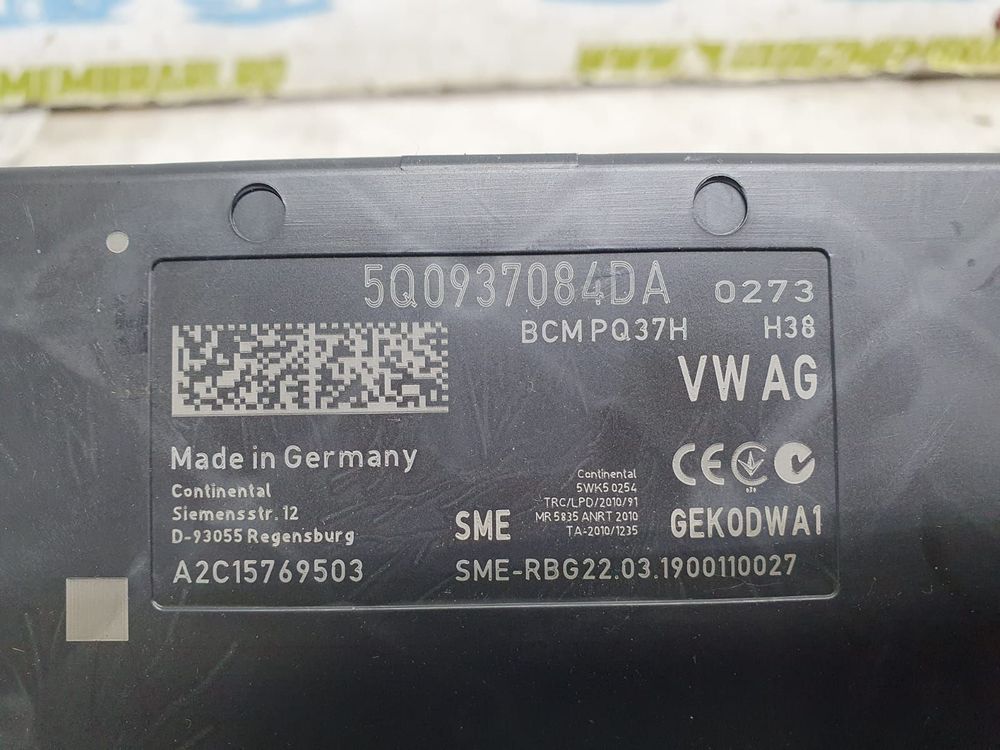 5Q0937084DA 0273
BCM PQ37H H38
VW AG
Made in Germany
Continental
Siemensstr. 12
D-93055 Regensburg
A2C15769503
Continental
5WK5 0254
TRC/LPD/2010/91
MR 5835 ANRT 2010
TA-2010/1235
SME
CE
GEKODWA1
SME-RBG22.03.1900110027